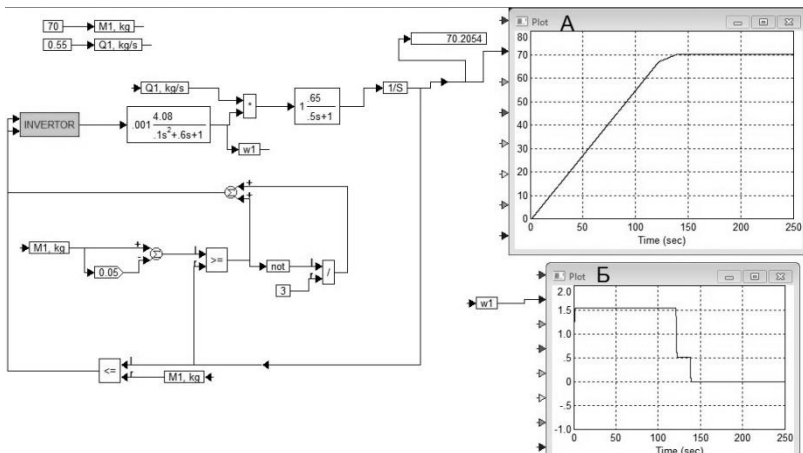 70
M1, kg
0.55
Q1, kg/s
Q1, kg/s
*
INVERTOR
.001 4.08
.1s²+.6s+1
w1
1 .65
.5s+1
1/S
70.2054
+
+
Σ
M1, kg
0.05
+
-
Σ
l
r
>=
not
3
l
r
/
<=
l
r
M1, kg
Plot
А
80
70
60
50
40
30
20
10
0
0 50 100 150 200 250
Time (sec)
w1
Plot
Б
2.0
1.5
1.0
.5
0
-.5
-1.0
0 50 100 150 200 250
Time (sec)